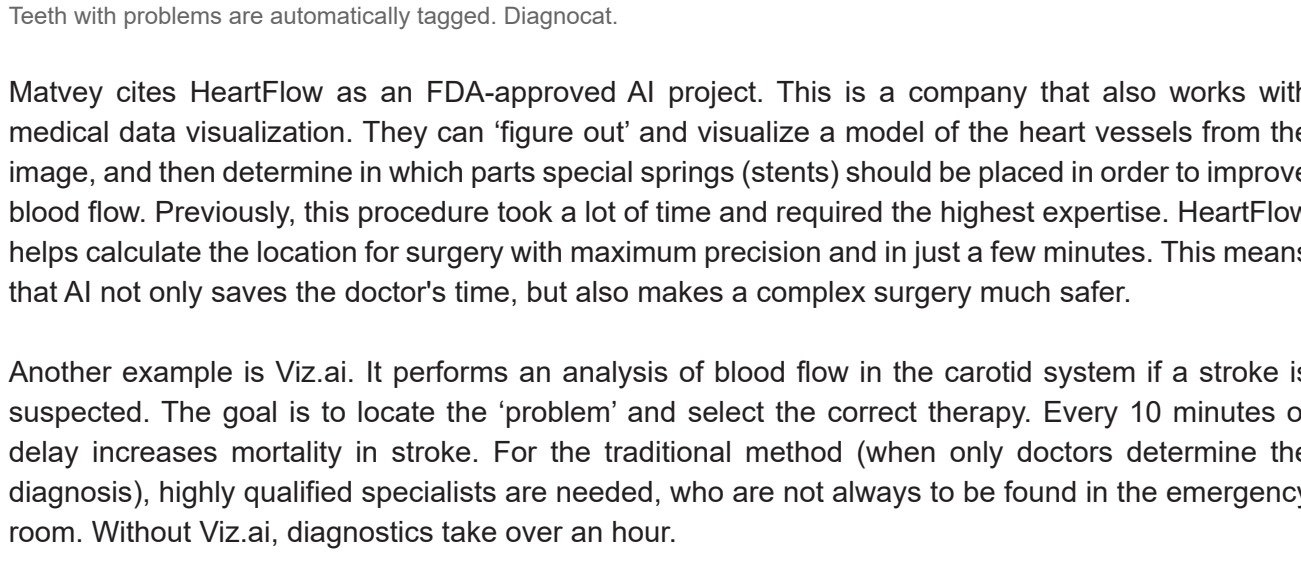 Teeth with problems are automatically tagged. Diagnocat.
Matvey cites HeartFlow as an FDA-approved AI project. This is a company that also works with
medical data visualization. They can ‘figure out’ and visualize a model of the heart vessels from the
image, and then determine in which parts special springs (stents) should be placed in order to improve
blood flow. Previously, this procedure took a lot of time and required the highest expertise. HeartFlow
helps calculate the location for surgery with maximum precision and in just a few minutes. This means
that AI not only saves the doctor's time, but also makes a complex surgery much safer.
Another example is Viz.ai. It performs an analysis of blood flow in the carotid system if a stroke is
suspected. The goal is to locate the ‘problem’ and select the correct therapy. Every 10 minutes o
delay increases mortality in stroke. For the traditional method (when only doctors determine the
diagnosis), highly qualified specialists are needed, who are not always to be found in the emergency
room. Without Viz.ai, diagnostics take over an hour.